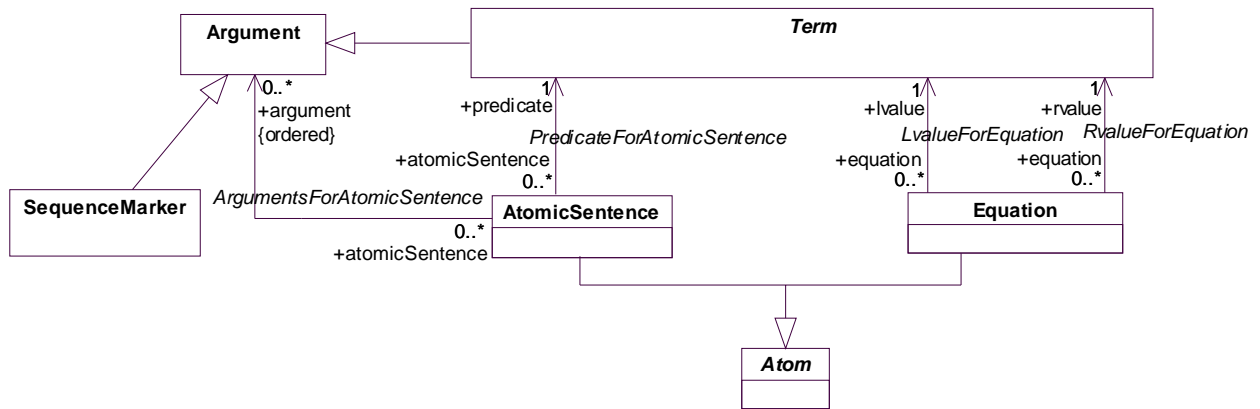 Argument
Term
0..*
+argument
{ordered}
1
+predicate
1
+lvalue
1
+rvalue
PredicateForAtomicSentence
LvalueForEquation
RvalueForEquation
+atomicSentence
0..*
+equation
0..*
+equation
0..*
SequenceMarker
ArgumentsForAtomicSentence
AtomicSentence
Equation
0..*
+atomicSentence
Atom